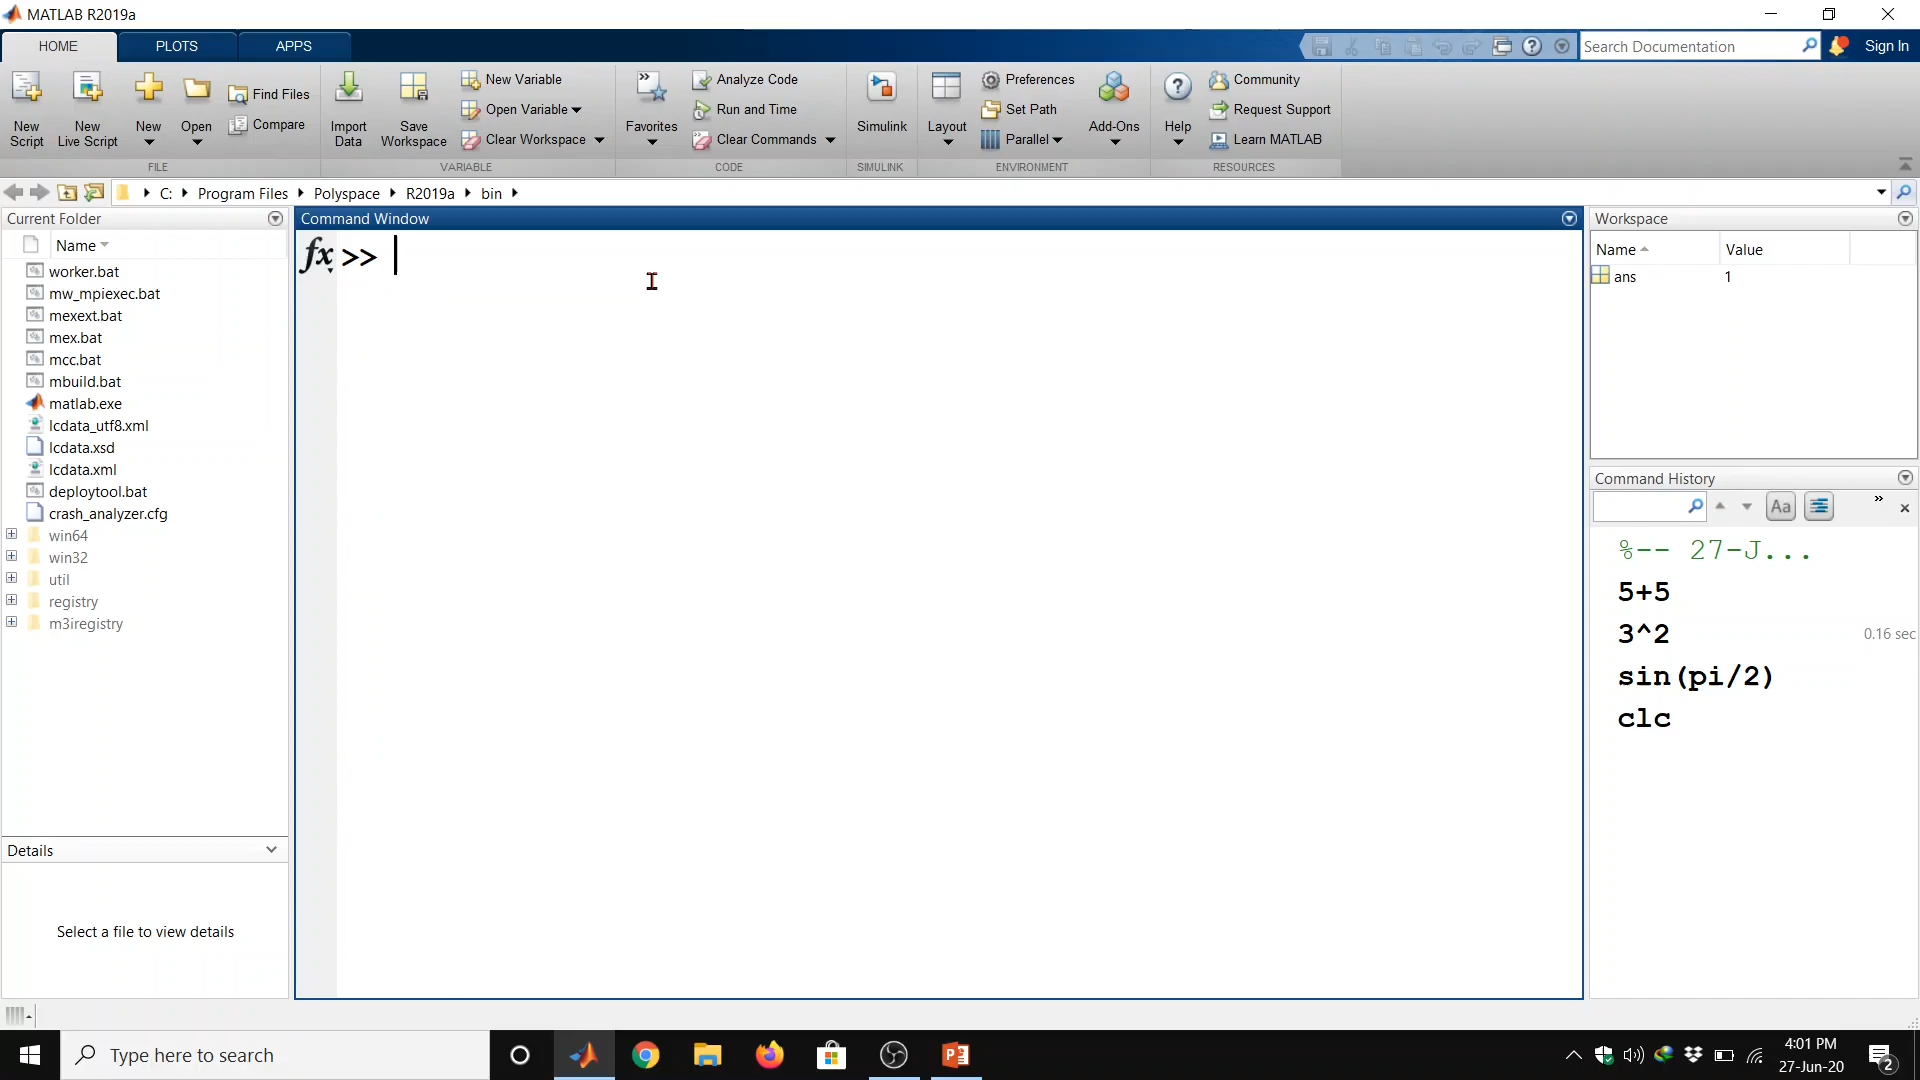 MATLAB R2019a
HOME PLOTS APPS
Search Documentation
Sign In
New Script
New Live Script
New
Open
Find Files
Compare
FILE
Import Data
Save Workspace
New Variable
Open Variable
Clear Workspace
VARIABLE
Favorites
Analyze Code
Run and Time
Clear Commands
CODE
Simulink
SIMULINK
Layout
Preferences
Set Path
Parallel
Add-Ons
ENVIRONMENT
Help
Community
Request Support
Learn MATLAB
RESOURCES
C: Program Files Polyspace R2019a bin
Current Folder
Name
worker.bat
mw_mpiexec.bat
mexext.bat
mex.bat
mcc.bat
mbuild.bat
matlab.exe
lcdata_utf8.xml
lcdata.xsd
lcdata.xml
deploytool.bat
crash_analyzer.cfg
win64
win32
util
registry
m3iregistry
Details
Select a file to view details
Command Window
fx >>
Workspace
Name Value
ans 1
Command History
Aa
%-- 27-J...
5+5
3^2 0.16 sec
sin(pi/2)
clc
Type here to search
4:01 PM
27-Jun-20
2